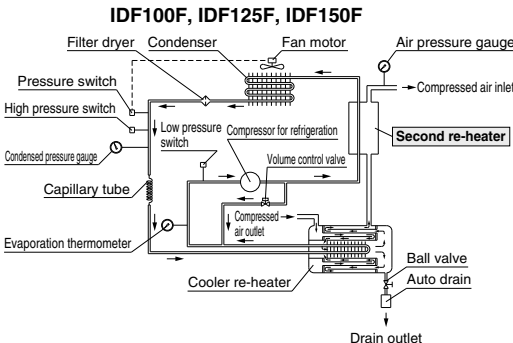 IDF100F, IDF125F, IDF150F
Filter dryer
Condenser
Fan motor
Air pressure gauge
Pressure switch
Compressed air inlet
High pressure switch
Low pressure
switch
Compressor for refrigeration
Second re-heater
Condensed pressure gauge
Volume control valve
Capillary tube
Compressed
air outlet
Evaporation thermometer
Cooler re-heater
Ball valve
Auto drain
Drain outlet